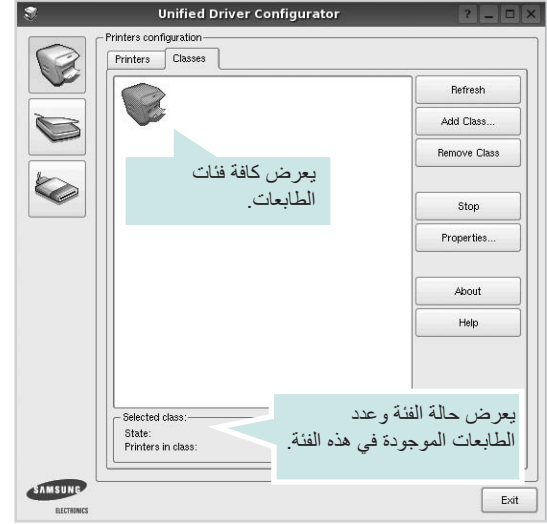 Unified Driver Configurator
Printers configuration
Printers
Classes
Refresh
Add Class...
Remove Class
يعرض كافة فئات
الطابعات.
Stop
Properties...
About
Help
يعرض حالة الفئة وعدد
الطابعات الموجودة في هذه الفئة.
Selected class:
State:
Printers in class:
SAMSUNG
ELECTRONICS
Exit